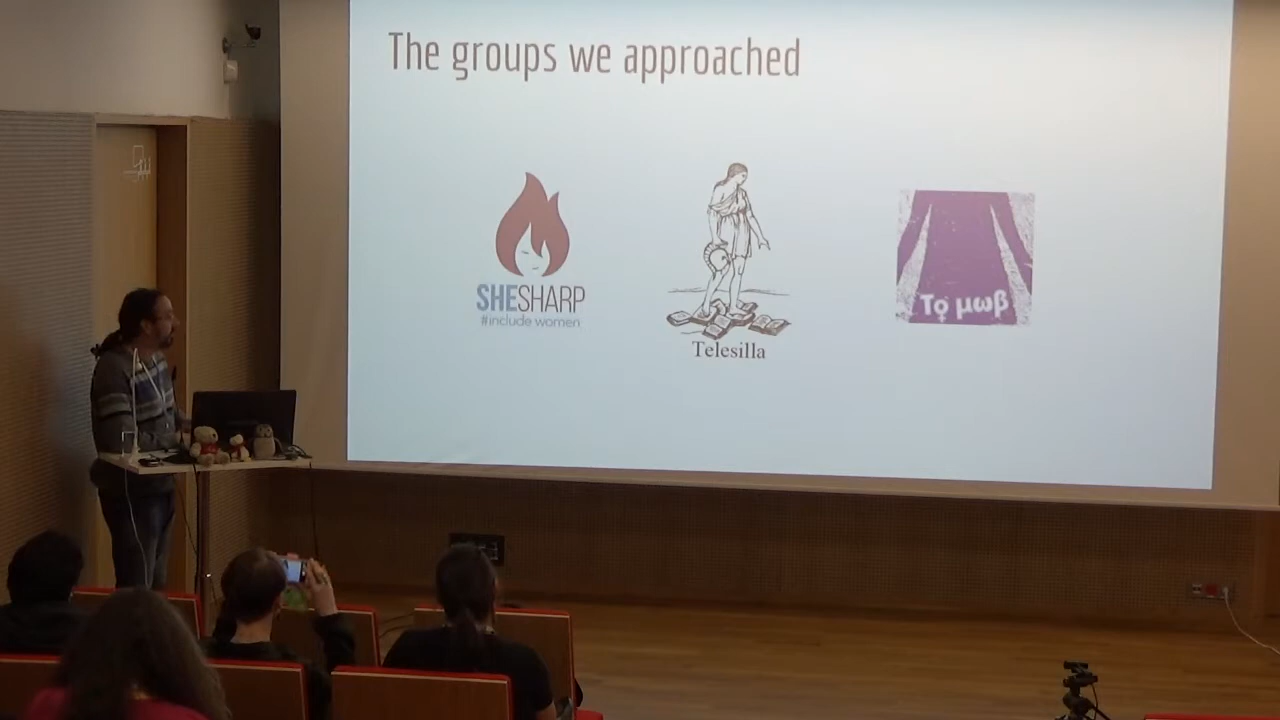 The groups we approached
SHESHARP
#include women
Telesilla
Το μωβ